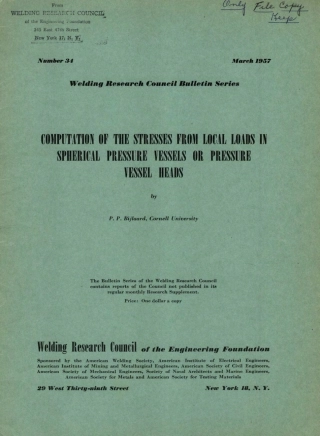 From
WELDING RESEARCH COUNCIL
of the Engineering Foundation
New York 17, N. Y.
Only File Copy
Keep
Number 34 March 1957
Welding Research Council Bulletin Series
COMPUTATION OF THE STRESSES FROM LOCAL LOADS IN
SPHERICAL PRESSURE VESSELS OR PRESSURE
VESSEL HEADS
by
P. P. Bijlaard, Cornell University
The Bulletin Series of the Welding Research Council
contains reports of the Council not published in its
regular monthly Research Supplement.
Price: One dollar a copy
Welding Research Council of the Engineering Foundation
Sponsored by the American Welding Society, American Institute of Electrical Engineers,
American Institute of Mining and Metallurgical Engineers, American Society of Civil Engineers,
American Society of Mechanical Engineers, Society of Naval Architects and Marine Engineers,
American Society for Metals and American Society for Testing Materials
29 West Thirty-ninth Street New York 18, N. Y.